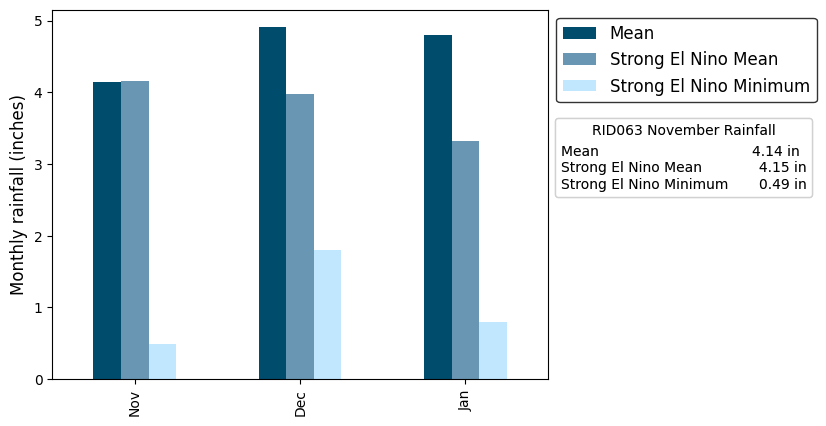 Monthly rainfall (inches)
5
4
3
2
1
0
Nov
Dec
Jan
Mean
Strong El Nino Mean
Strong El Nino Minimum
RID063 November Rainfall
Mean 4.14 in
Strong El Nino Mean 4.15 in
Strong El Nino Minimum 0.49 in